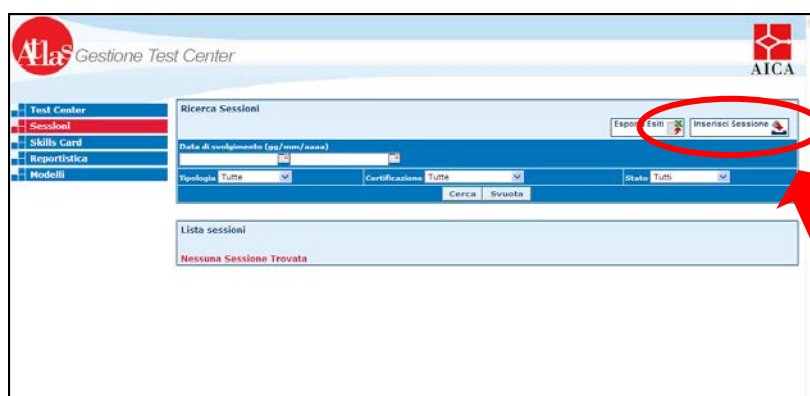 Atlas Gestione Test Center
AICA
Test Center
Sessioni
Skills Card
Reportistica
Modelli
Ricerca Sessioni
Esporta Esiti
Inserisci Sessione
Data di svolgimento (gg/mm/aaaa)
Tipologia Tutte Certificazione Tutte Stato Tutti
Cerca Svuota
Lista sessioni
Nessuna Sessione Trovata